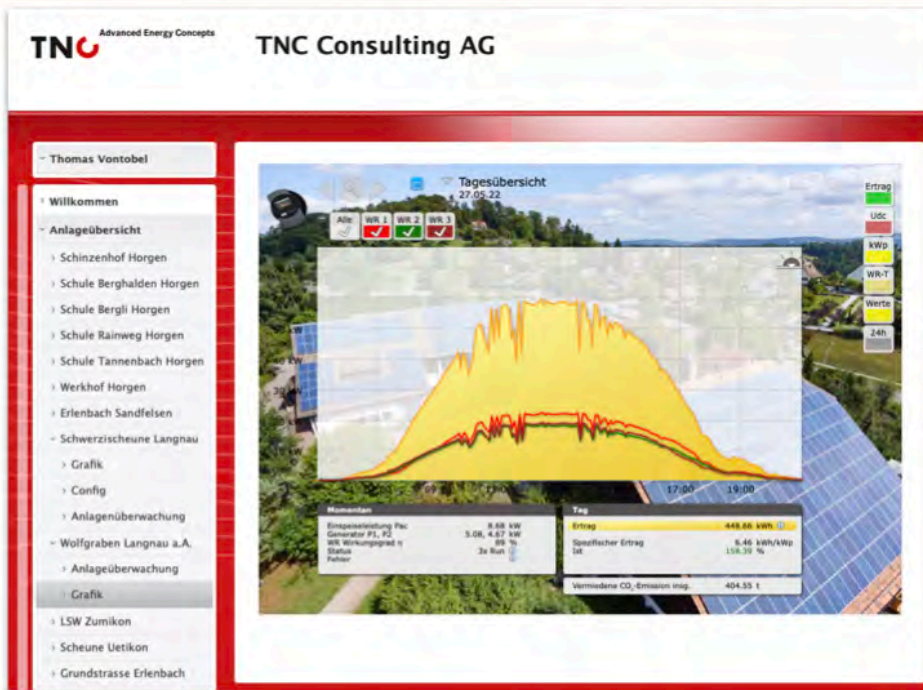 TNC Advanced Energy Concepts
TNC Consulting AG
Thomas Vontobel
Willkommen
Anlageübersicht
Schinzenhof Horgen
Schule Berghalden Horgen
Schule Bergli Horgen
Schule Rainweg Horgen
Schule Tannenbach Horgen
Werkhof Horgen
Erlenbach Sandfelsen
Schwerzischeune Langnau
Grafik
Config
Anlagenüberwachung
Wolfgraben Langnau a.A.
Anlageüberwachung
Grafik
LSW Zumikon
Scheune Uetikon
Grundstrasse Erlenbach
Tagesübersicht
27.05.22
Alle WR 1 WR 2 WR 3
Ertrag
Udc
kWp
WR-T
Werte
24h
17:00 19:00
Momentan
Einspeiseleistung Pac 8.68 kW
Generator P1, P2 5.08, 4.67 kW
WR Wirkungsgrad η 89 %
Status 3x Run
Fehler
Tag
Ertrag 448.66 kWh
Spezifischer Ertrag 6.46 kWh/kWp
Ist 158.39 %
Vermiedene CO₂-Emission insg. 404.55 t